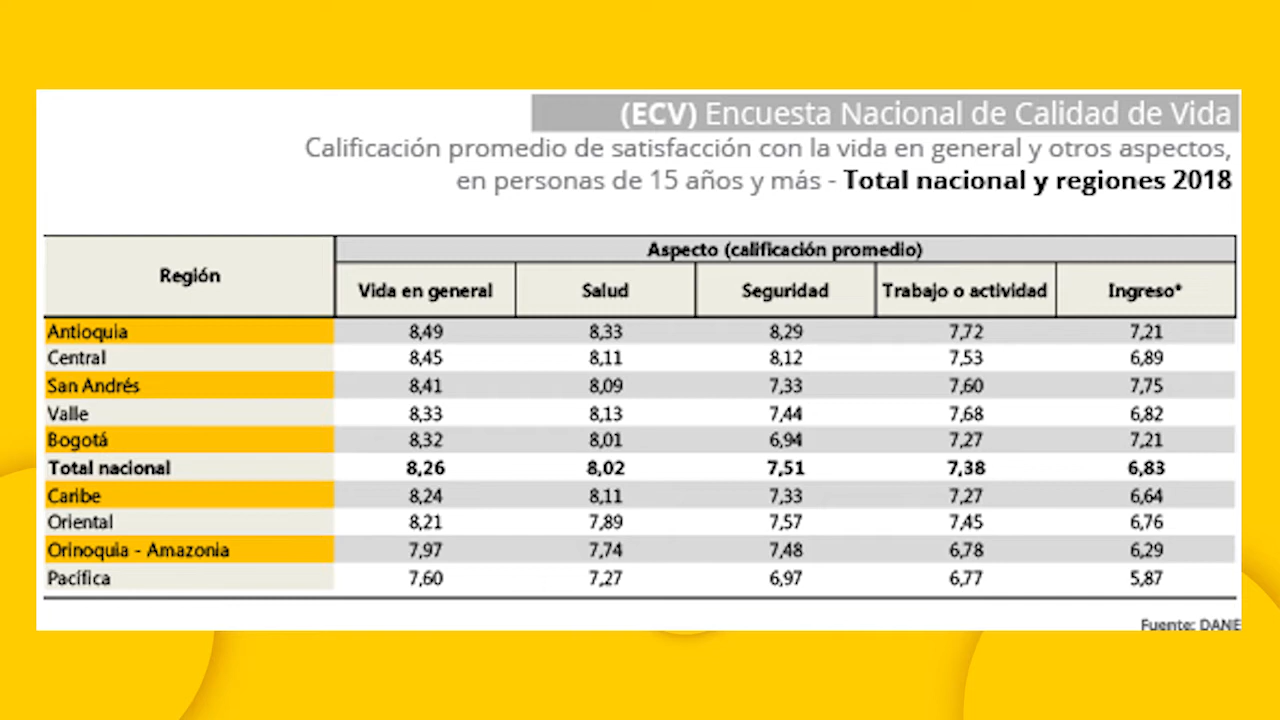 (ECV) Encuesta Nacional de Calidad de Vida
Calificación promedio de satisfacción con la vida en general y otros aspectos,
en personas de 15 años y más - Total nacional y regiones 2018
Región
Aspecto (calificación promedio)
Vida en general Salud Seguridad Trabajo o actividad Ingreso*
Antioquia 8,49 8,33 8,29 7,72 7,21
Central 8,45 8,11 8,12 7,53 6,89
San Andrés 8,41 8,09 7,33 7,60 7,75
Valle 8,33 8,13 7,44 7,68 6,82
Bogotá 8,32 8,01 6,94 7,27 7,21
Total nacional 8,26 8,02 7,51 7,38 6,83
Caribe 8,24 8,11 7,33 7,27 6,64
Oriental 8,21 7,89 7,57 7,45 6,76
Orinoquia - Amazonia 7,97 7,74 7,48 6,78 6,29
Pacífica 7,60 7,27 6,97 6,77 5,87
Fuente: DANE